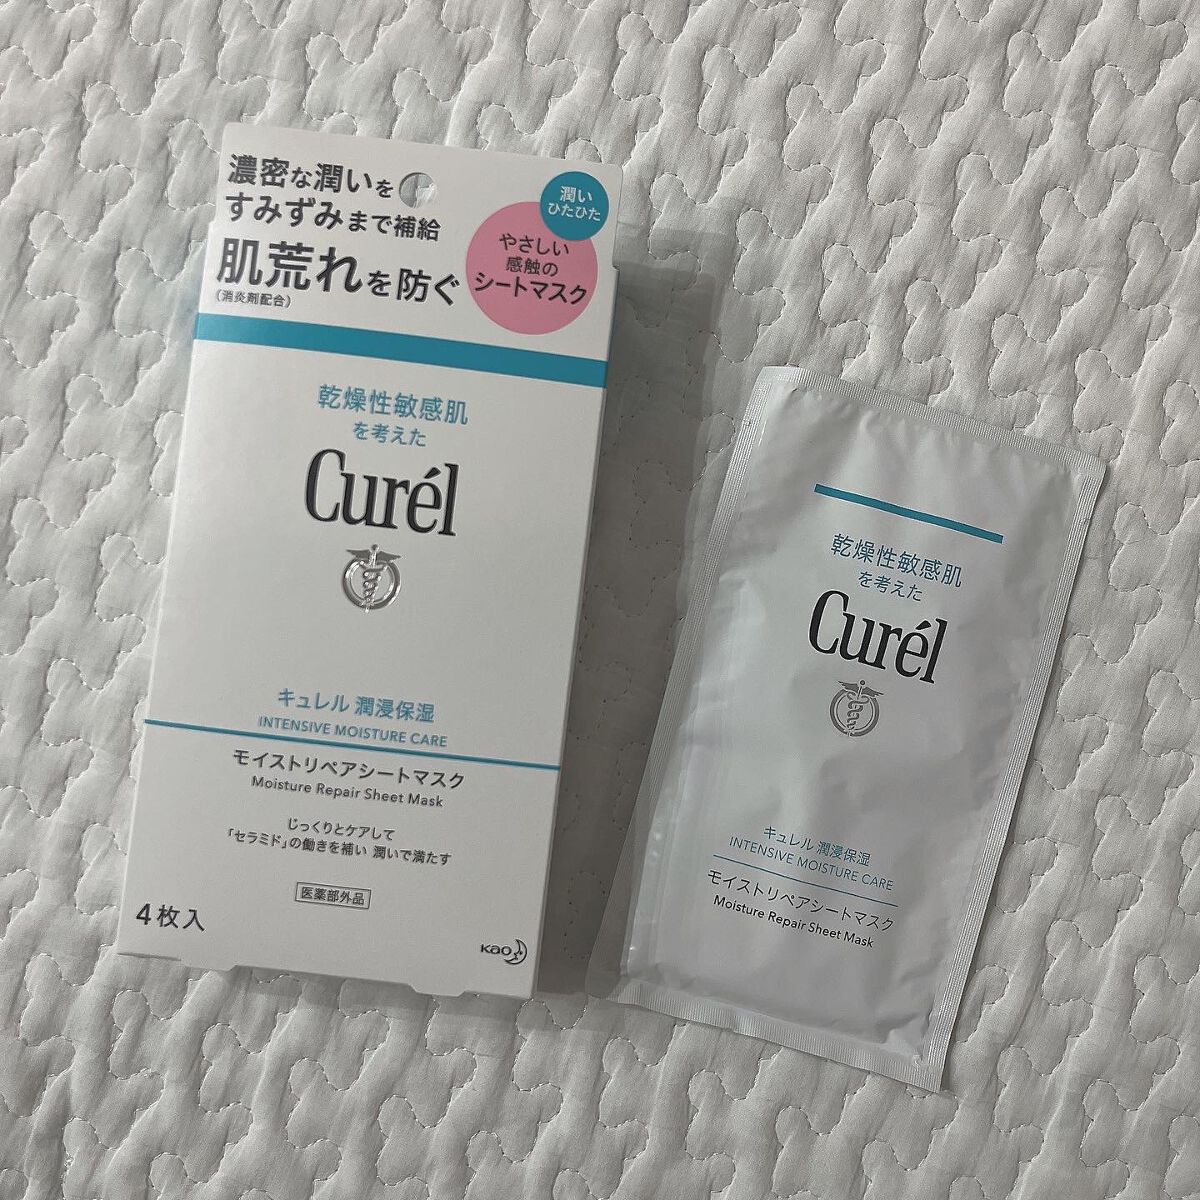 濃密な潤いを
すみずみまで補給
肌荒れを防ぐ
(消炎剤配合)
潤い
ひたひた
やさしい
感触の
シートマスク
乾燥性敏感肌
を考えた
Curél
キュレル 潤浸保湿
INTENSIVE MOISTURE CARE
モイストリペアシートマスク
Moisture Repair Sheet Mask
じっくりとケアして
「セラミド」の働きを補い 潤いで満たす
医薬部外品
4枚入
Kao
乾燥性敏感肌
を考えた
Curél
キュレル 潤浸保湿
INTENSIVE MOISTURE CARE
モイストリペアシートマスク
Moisture Repair Sheet Mask